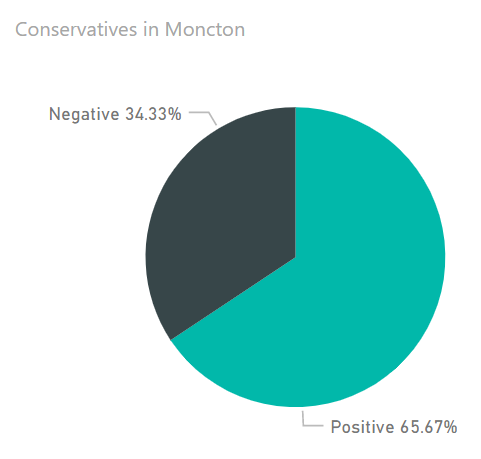 Conservatives in Moncton
Negative 34.33%
Positive 65.67%